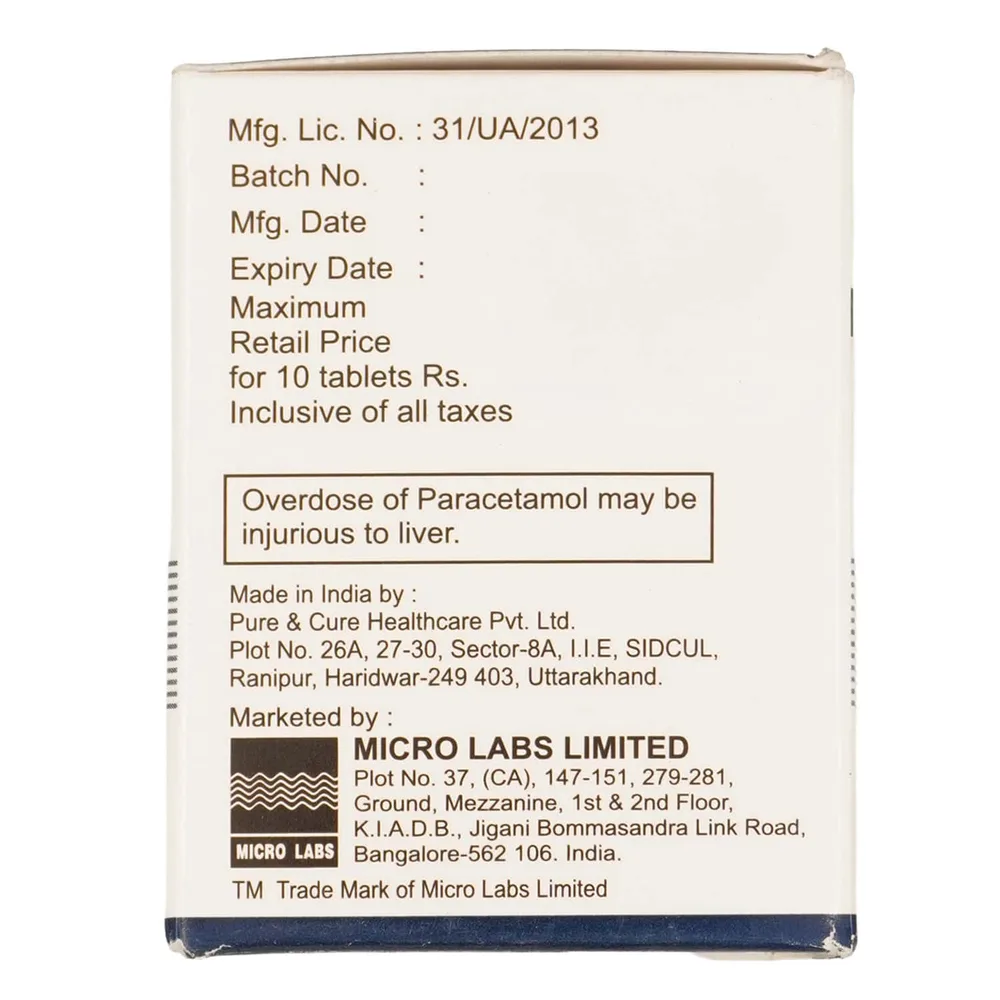 Mfg. Lic. No. : 31/UA/2013
Batch No. :
Mfg. Date :
Expiry Date :
Maximum
Retail Price
for 10 tablets Rs.
Inclusive of all taxes
Overdose of Paracetamol may be
injurious to liver.
Made in India by :
Pure & Cure Healthcare Pvt. Ltd.
Plot No. 26A, 27-30, Sector-8A, I.I.E, SIDCUL,
Ranipur, Haridwar-249 403, Uttarakhand.
Marketed by :
MICRO LABS LIMITED
Plot No. 37, (CA), 147-151, 279-281,
Ground, Mezzanine, 1st & 2nd Floor,
K.I.A.D.B., Jigani Bommasandra Link Road,
Bangalore-562 106. India.
MICRO LABS
TM Trade Mark of Micro Labs Limited